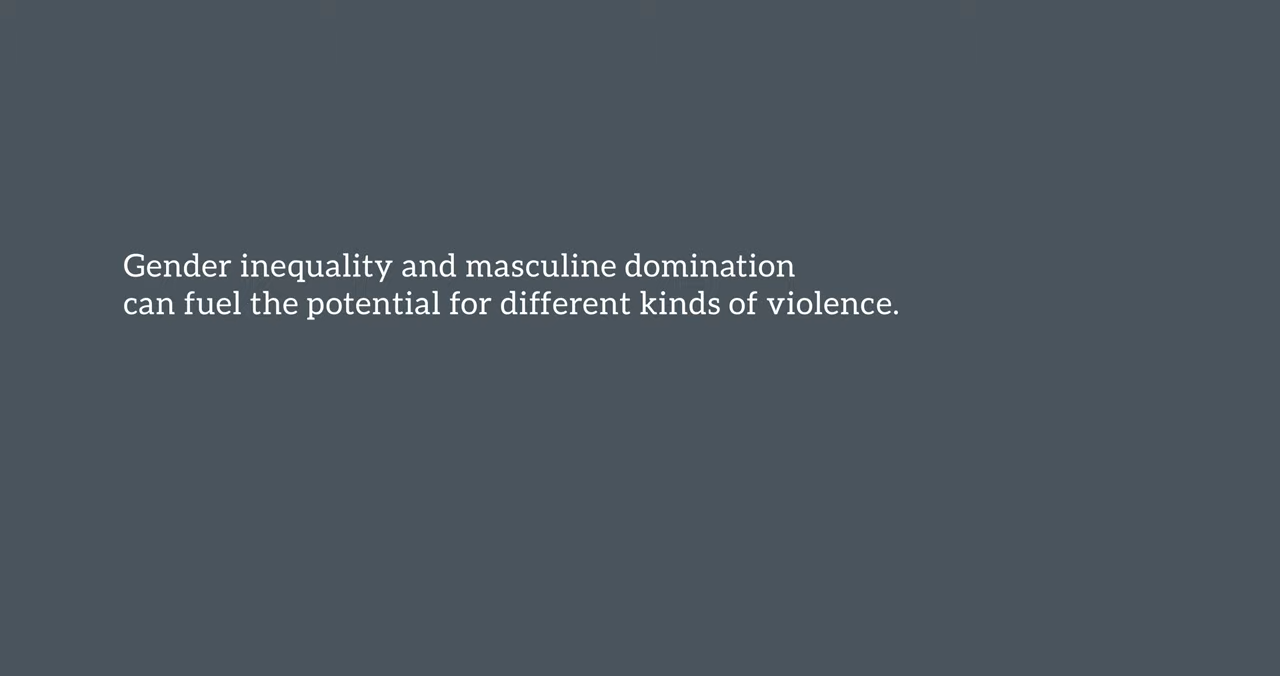 Gender inequality and masculine domination
can fuel the potential for different kinds of violence.